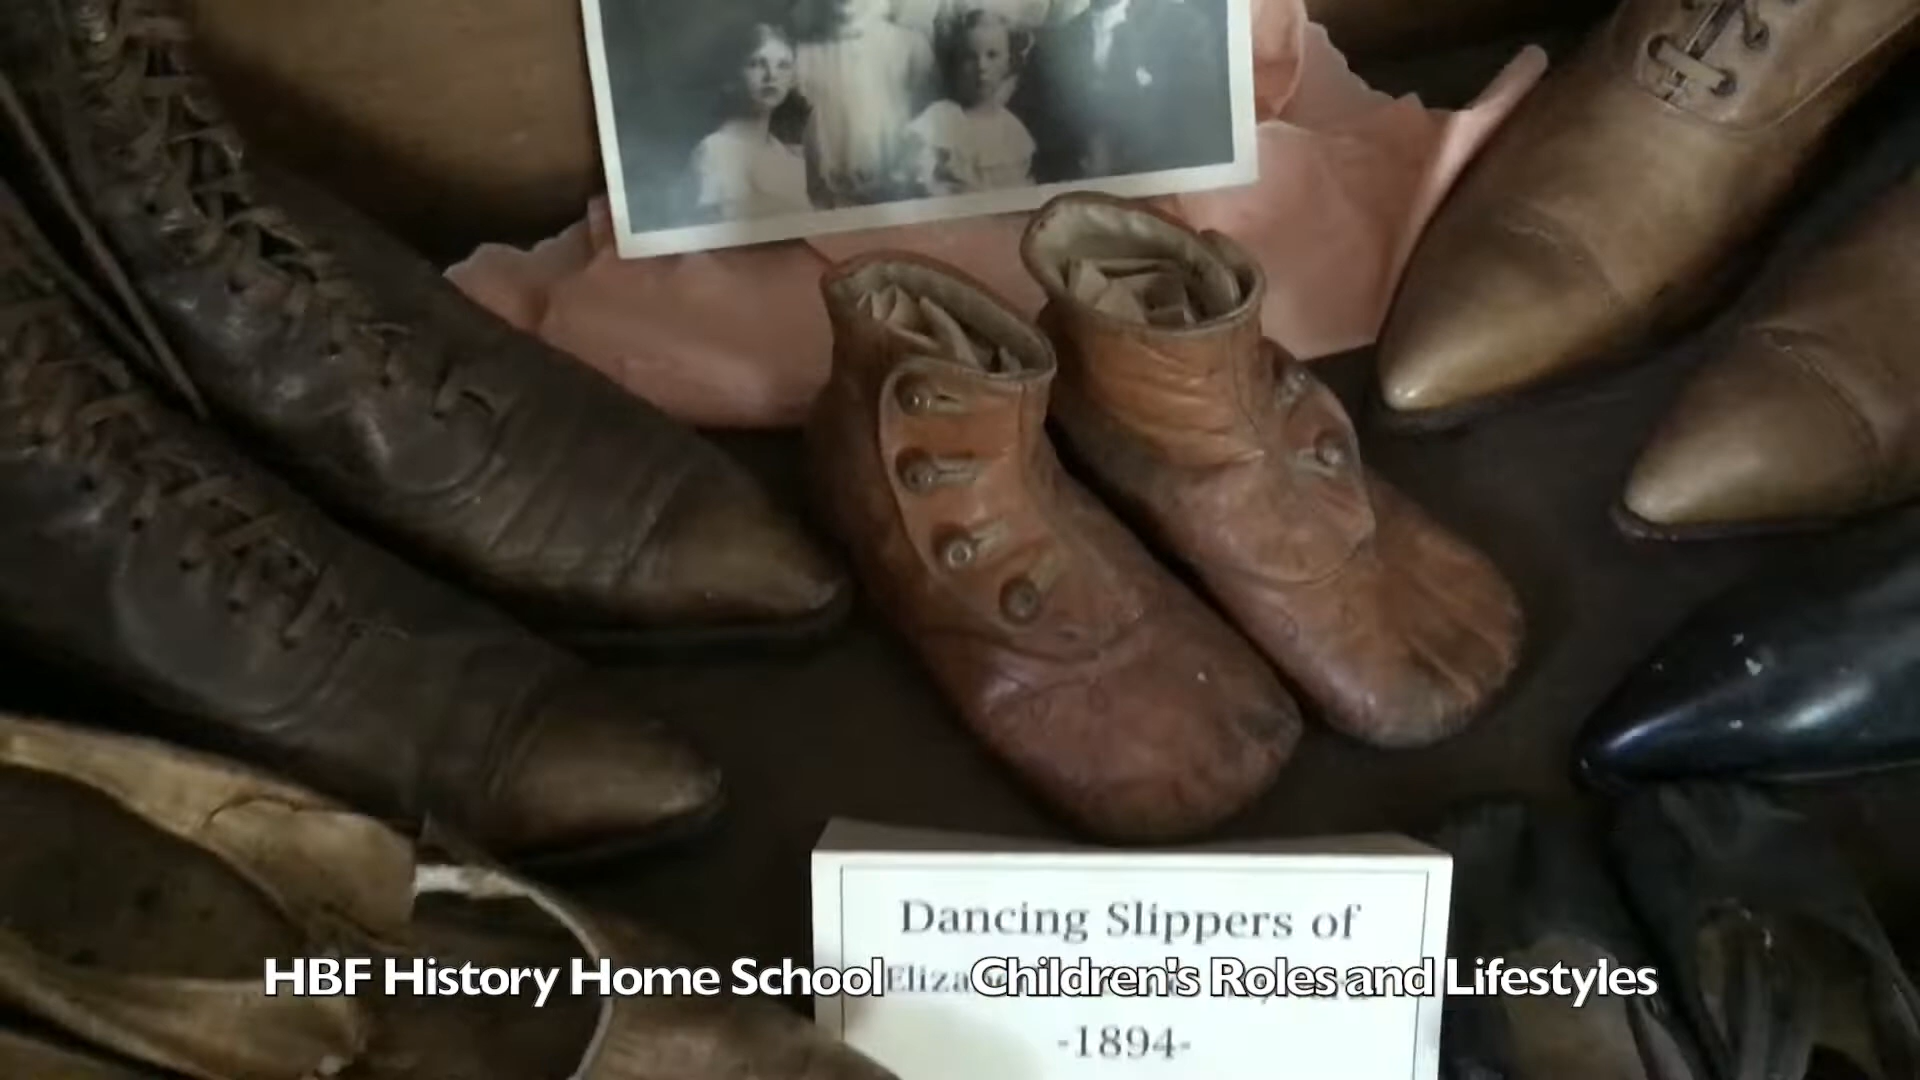 Dancing Slippers of
HBF History Home School Children's Roles and Lifestyles
-1894-